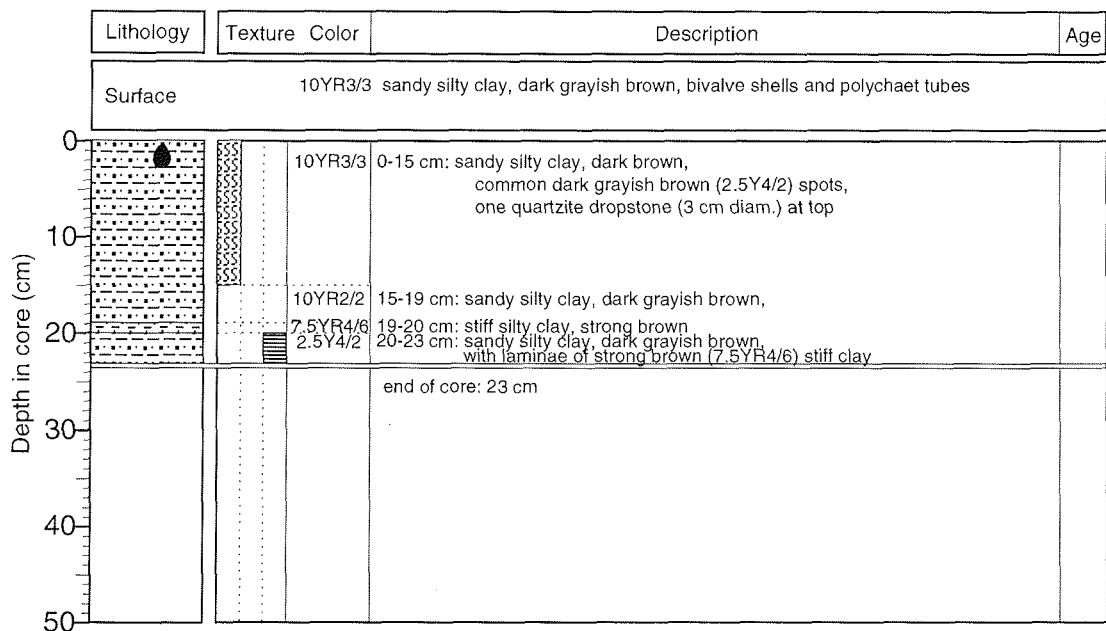 Lithology Texture Color Description Age
Surface 10YR3/3 sandy silty clay, dark grayish brown, bivalve shells and polychaet tubes
0
10YR3/3 0-15 cm: sandy silty clay, dark brown,
common dark grayish brown (2.5Y4/2) spots,
one quartzite dropstone (3 cm diam.) at top
10
10YR2/2 15-19 cm: sandy silty clay, dark grayish brown,
7.5YR4/6 19-20 cm: stiff silty clay, strong brown
20
2.5Y4/2 20-23 cm: sandy silty clay, dark grayish brown,
with laminae of strong brown (7.5YR4/6) stiff clay
end of core: 23 cm
30
40
50
Depth in core (cm)